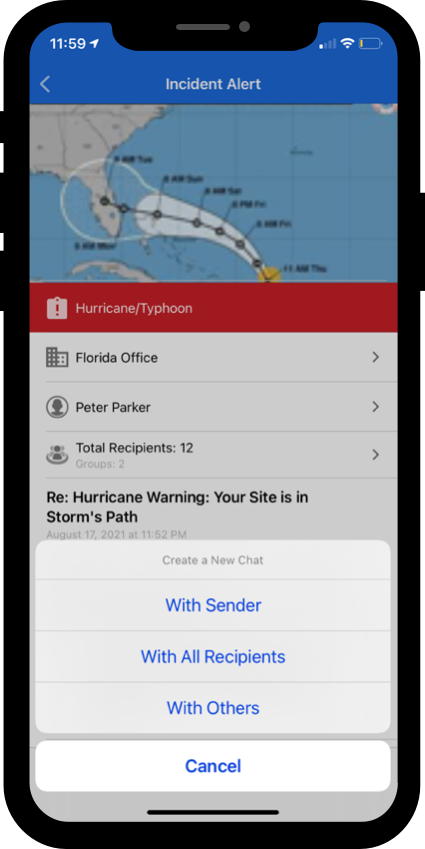 11:59
Incident Alert
8 AM Tue
8 AM Sun
8 AM Sat
8 PM Fri
8 AM Fri
8 AM Mon
11 AM Thu
Hurricane/Typhoon
Florida Office
Peter Parker
Total Recipients: 12
Groups: 2
Re: Hurricane Warning: Your Site is in
Storm's Path
August 17, 2021 at 11:52 PM
Create a New Chat
With Sender
With All Recipients
With Others
Cancel